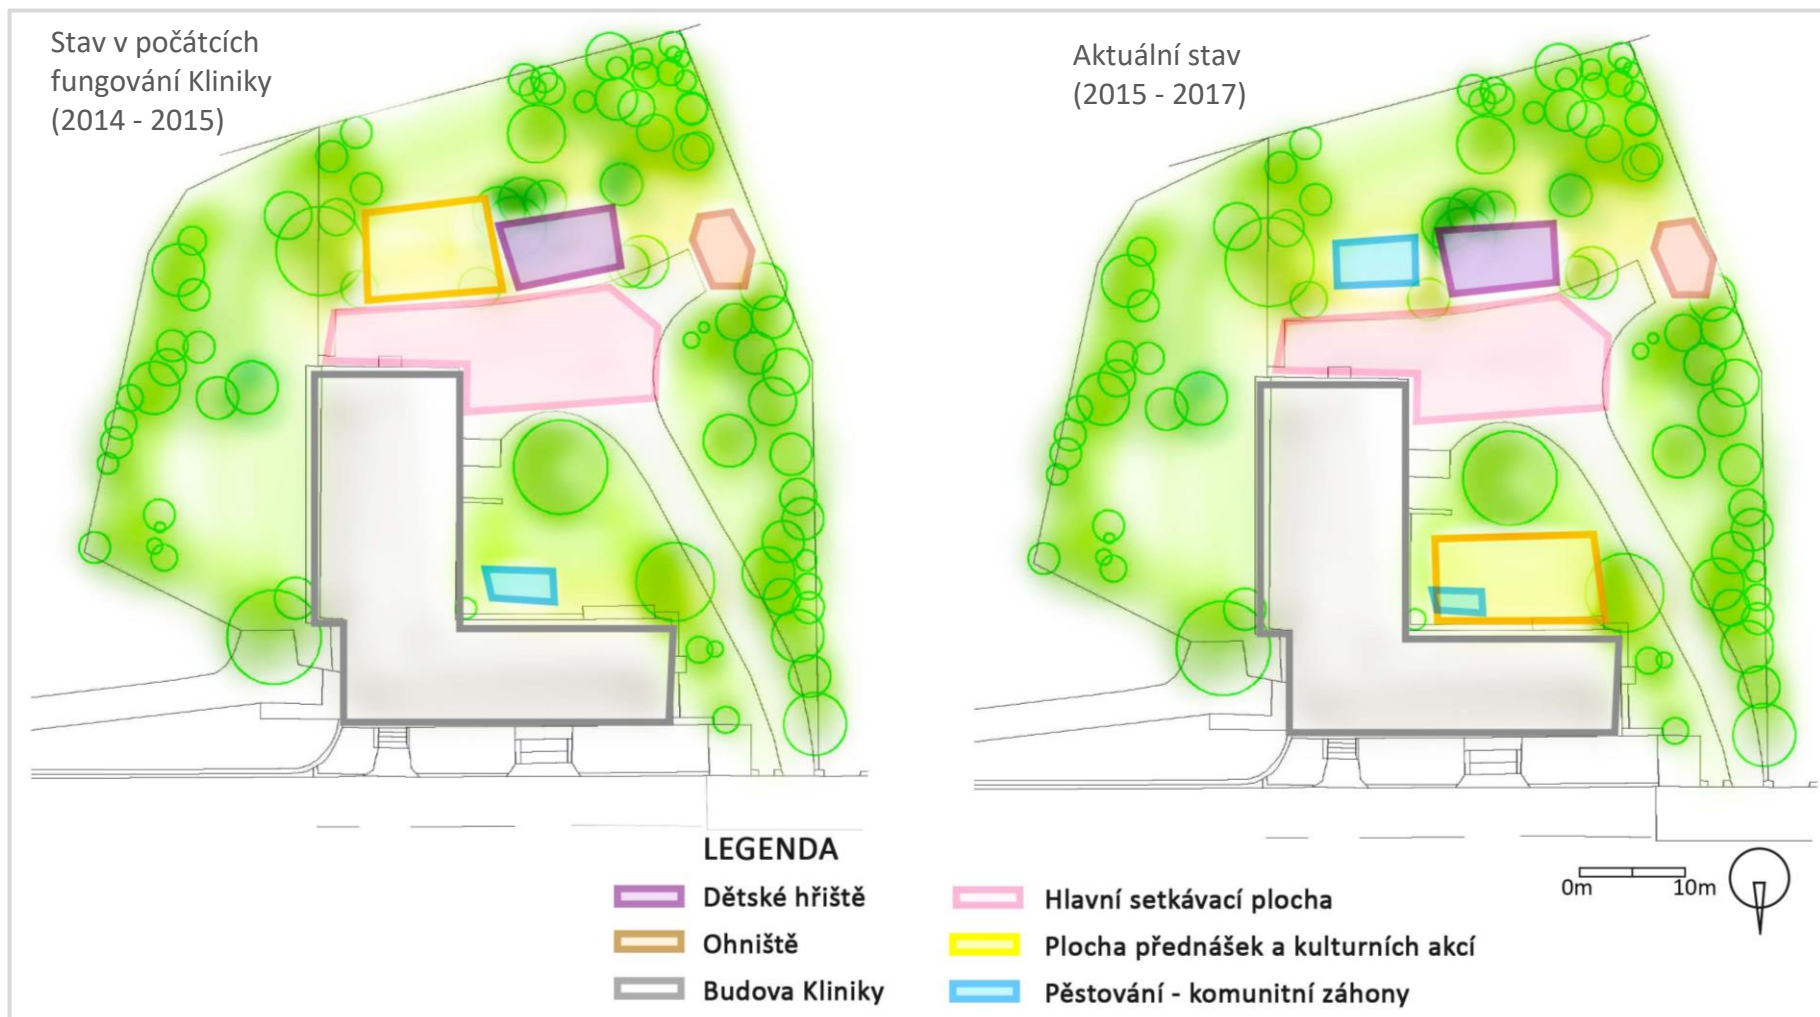 Stav v počátcích
fungování Kliniky
(2014 - 2015)
Aktuální stav
(2015 - 2017)
LEGENDA
Dětské hřiště
Ohniště
Budova Kliniky
Hlavní setkávací plocha
Plocha přednášek a kulturních akcí
Pěstování - komunitní záhony
0m 10m